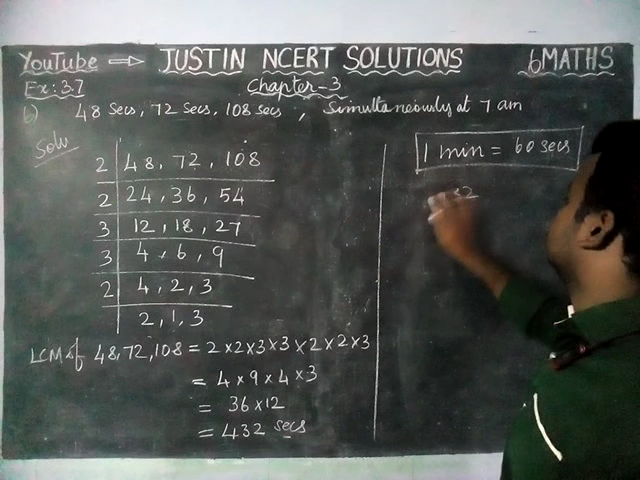 YouTube ⇒ JUSTIN NCERT SOLUTIONS 6 MATHS
Ex: 3.7 Chapter-3
6) 48 secs, 72 secs, 108 secs, Simultaneously at 7 am
Soln
1 min = 60 secs
2 | 48, 72, 108
2 | 24, 36, 54
3 | 12, 18, 27
3 | 4, 6, 9
2 | 4, 2, 3
2, 1, 3
LCM of 48, 72, 108 = 2×2×3×3×2×2×3
= 4×9×4×3
= 36×12
= 432 secs